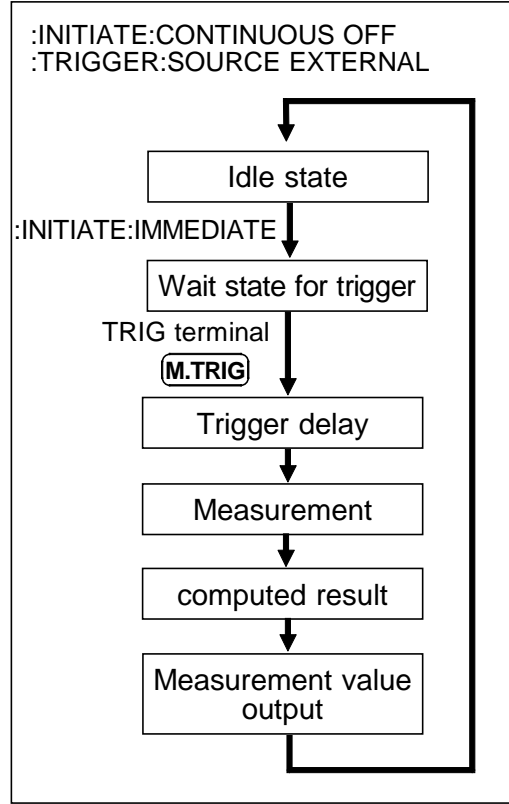 :INITIATE:CONTINUOUS OFF
:TRIGGER:SOURCE EXTERNAL
Idle state
:INITIATE:IMMEDIATE
Wait state for trigger
TRIG terminal
M.TRIG
Trigger delay
Measurement
computed result
Measurement value
output